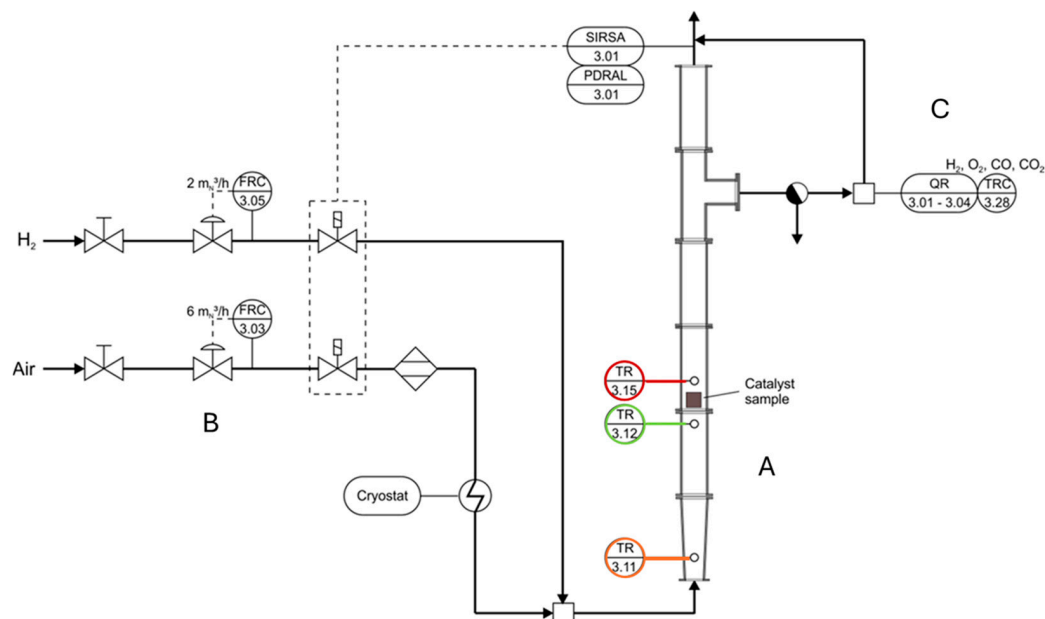 SIRSA
3.01
PDRAL
3.01
C
H₂, O₂, CO, CO₂
QR
3.01 - 3.04
TRC
3.28
2 mₙ³/h
FRC
3.05
H₂
6 mₙ³/h
FRC
3.03
Air
B
TR
3.15
Catalyst
sample
TR
3.12
A
Cryostat
TR
3.11